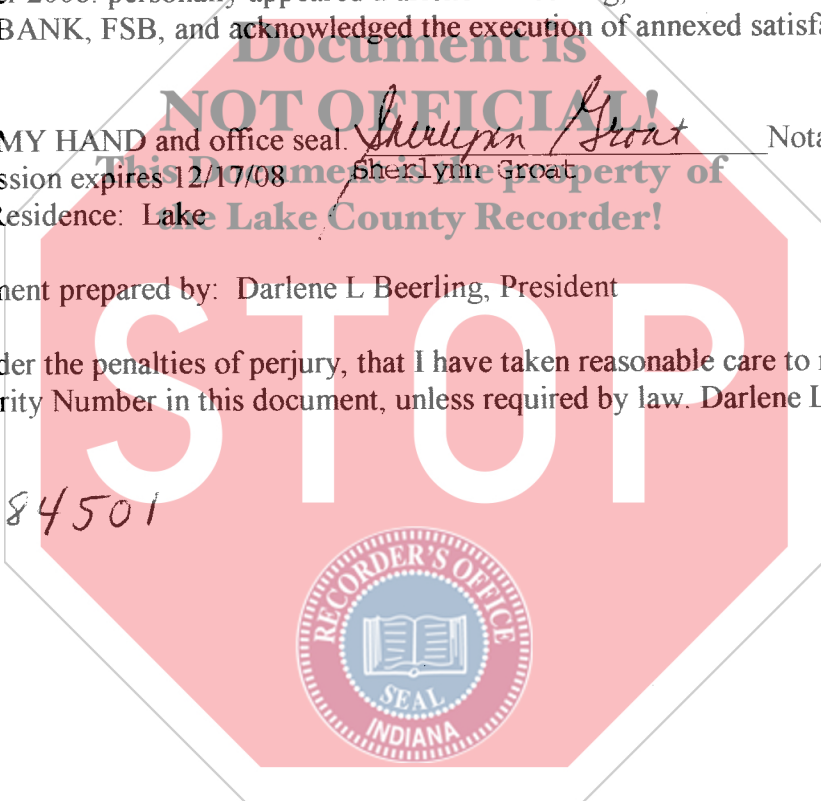 2006. personally appeared
BANK, FSB, and acknowledged the execution of annexed satisfa
Document is
NOT OFFICIAL!
MY HAND and office seal. Sherlynn Groat Nota
This Document is the property of
ssion expires 12/17/08 Sherlynn Groat
Residence: Lake
the Lake County Recorder!
ment prepared by: Darlene L Beerling, President
der the penalties of perjury, that I have taken reasonable care to
rity Number in this document, unless required by law. Darlene L
STOP
84501
RECORDER'S OFFICE
SEAL
INDIANA